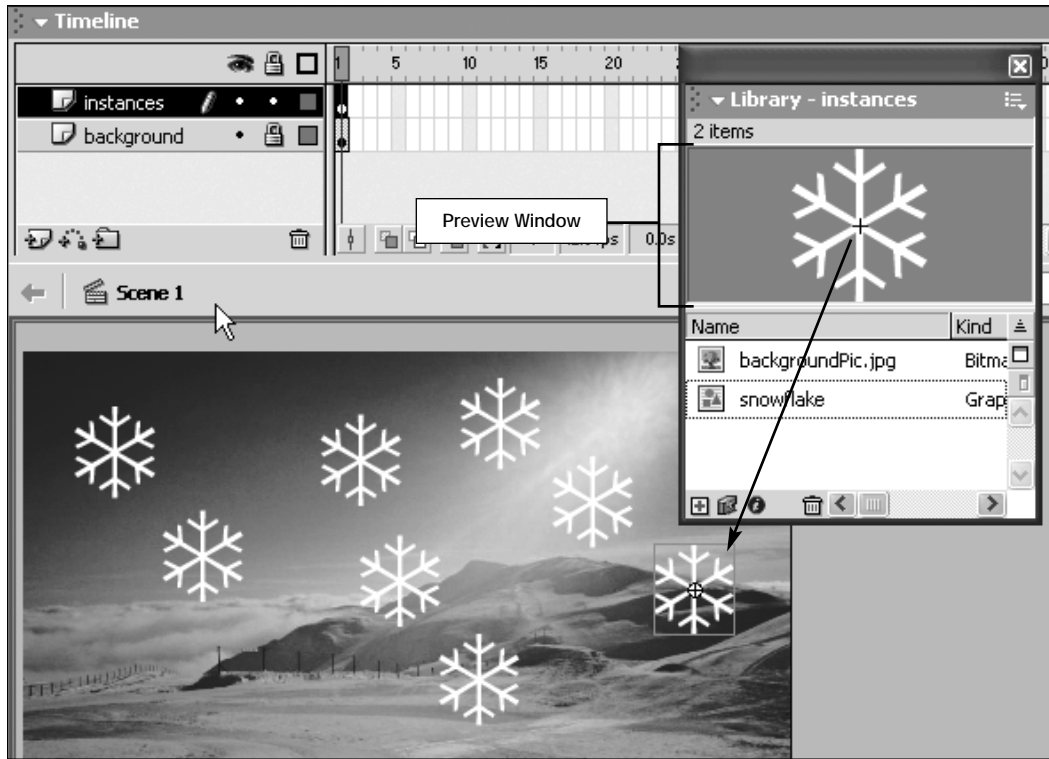 Timeline
1 5 10 15 20
instances
background
Library - instances
2 items
Preview Window
0.0s
Scene 1
Name Kind
backgroundPic.jpg Bitma
snowflake Grap